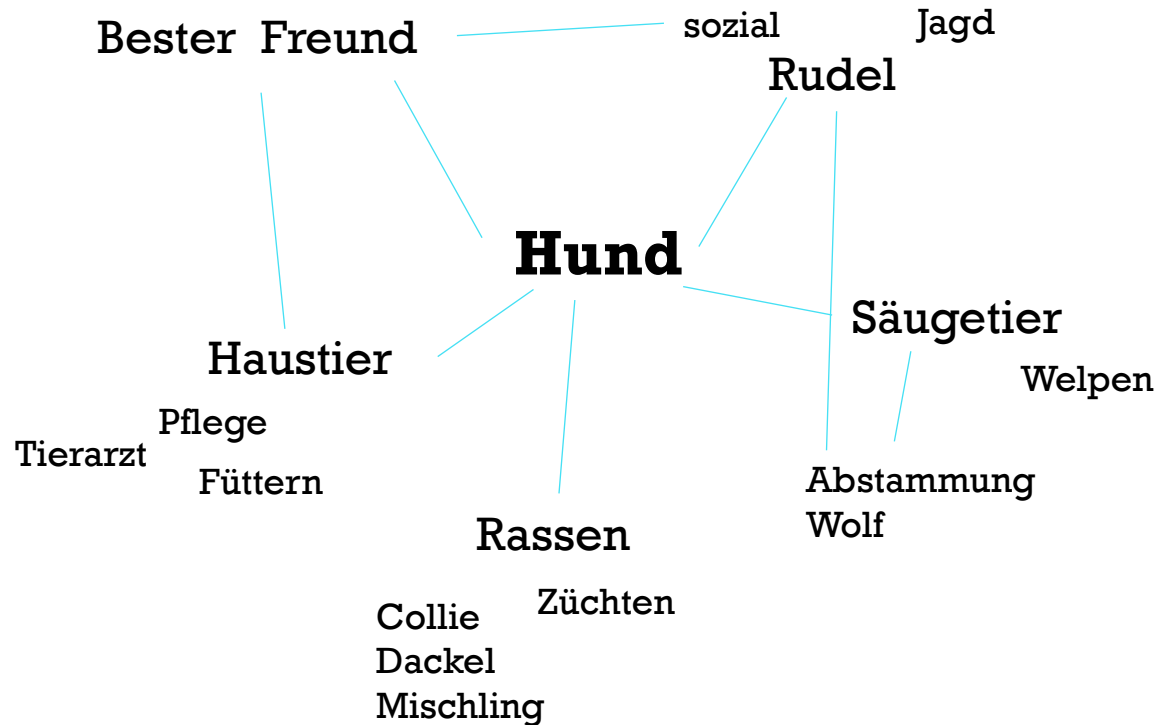 Bester Freund
sozial
Jagd
Rudel
Hund
Säugetier
Welpen
Haustier
Pflege
Tierarzt
Füttern
Abstammung
Wolf
Rassen
Züchten
Collie
Dackel
Mischling